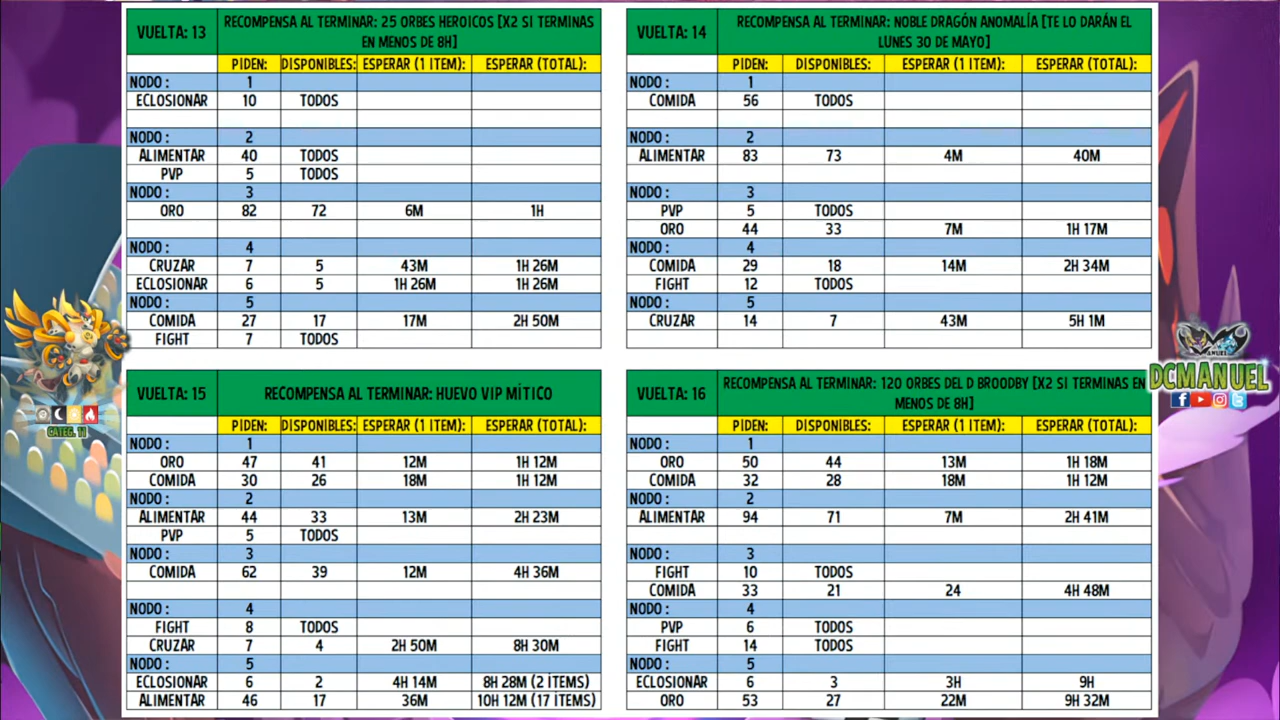 VUELTA: 13
RECOMPENSA AL TERMINAR: 25 ORBES HEROICOS [X2 SI TERMINAS
EN MENOS DE 8H]
PIDEN: DISPONIBLES: ESPERAR (1 ITEM): ESPERAR (TOTAL):
NODO : 1
ECLOSIONAR 10 TODOS
NODO : 2
ALIMENTAR 40 TODOS
PVP 5 TODOS
NODO : 3
ORO 82 72 6M 1H
NODO : 4
CRUZAR 7 5 43M 1H 26M
ECLOSIONAR 6 5 1H 26M 1H 26M
NODO : 5
COMIDA 27 17 17M 2H 50M
FIGHT 7 TODOS
VUELTA: 14
RECOMPENSA AL TERMINAR: NOBLE DRAGÓN ANOMALÍA [TE LO DARÁN EL
LUNES 30 DE MAYO]
PIDEN: DISPONIBLES: ESPERAR (1 ITEM): ESPERAR (TOTAL):
NODO : 1
COMIDA 56 TODOS
NODO : 2
ALIMENTAR 83 73 4M 40M
NODO : 3
PVP 5 TODOS
ORO 44 33 7M 1H 17M
NODO : 4
COMIDA 29 18 14M 2H 34M
FIGHT 12 TODOS
NODO : 5
CRUZAR 14 7 43M 5H 1M
VUELTA: 15
RECOMPENSA AL TERMINAR: HUEVO VIP MÍTICO
PIDEN: DISPONIBLES: ESPERAR (1 ITEM): ESPERAR (TOTAL):
NODO : 1
ORO 47 41 12M 1H 12M
COMIDA 30 26 18M 1H 12M
NODO : 2
ALIMENTAR 44 33 13M 2H 23M
PVP 5 TODOS
NODO : 3
COMIDA 62 39 12M 4H 36M
NODO : 4
FIGHT 8 TODOS
CRUZAR 7 4 2H 50M 8H 30M
NODO : 5
ECLOSIONAR 6 2 4H 14M 8H 28M (2 ÍTEMS)
ALIMENTAR 46 17 36M 10H 12M (17 ÍTEMS)
VUELTA: 16
RECOMPENSA AL TERMINAR: 120 ORBES DEL D BROODBY [X2 SI TERMINAS EN
MENOS DE 8H]
PIDEN: DISPONIBLES: ESPERAR (1 ITEM): ESPERAR (TOTAL):
NODO : 1
ORO 50 44 13M 1H 18M
COMIDA 32 28 18M 1H 12M
NODO : 2
ALIMENTAR 94 71 7M 2H 41M
NODO : 3
FIGHT 10 TODOS
COMIDA 33 21 24 4H 48M
NODO : 4
PVP 6 TODOS
FIGHT 14 TODOS
NODO : 5
ECLOSIONAR 6 3 3H 9H
ORO 53 27 22M 9H 32M
CATEG. 11
MANUEL
DCMANUEL